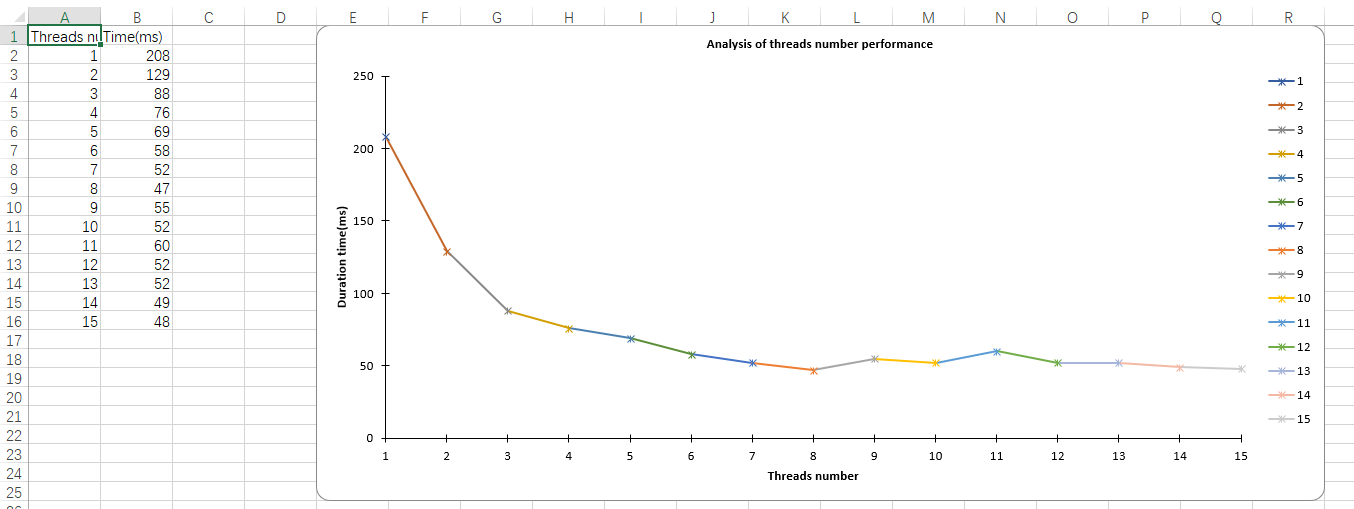 A B C D E F G H I J K L M N O P Q R
1 Threads nu Time(ms)
2 1 208
3 2 129
4 3 88
5 4 76
6 5 69
7 6 58
8 7 52
9 8 47
10 9 55
11 10 52
12 11 60
13 12 52
14 13 52
15 14 49
16 15 48
17
18
19
20
21
22
23
24
25
Analysis of threads number performance
Duration time(ms)
250
200
150
100
50
0
1 2 3 4 5 6 7 8 9 10 11 12 13 14 15
Threads number
1
2
3
4
5
6
7
8
9
10
11
12
13
14
15